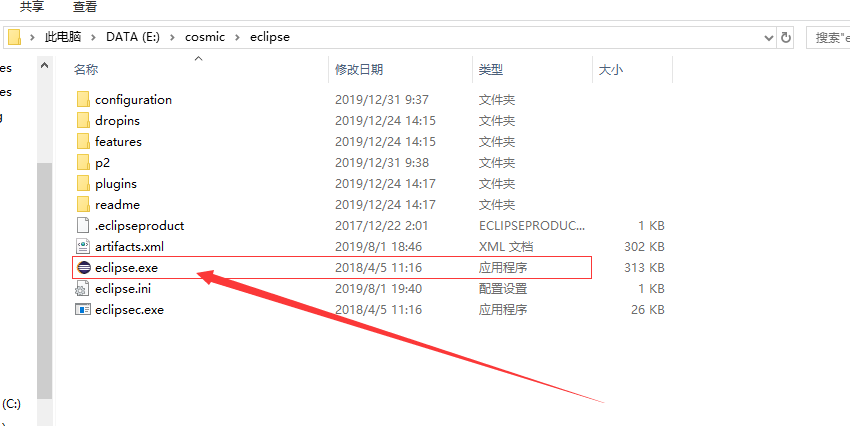 共享 查看
此电脑 DATA (E:) cosmic eclipse 搜索"e
名称 修改日期 类型 大小
configuration 2019/12/31 9:37 文件夹
dropins 2019/12/24 14:15 文件夹
features 2019/12/24 14:15 文件夹
p2 2019/12/31 9:38 文件夹
plugins 2019/12/24 14:17 文件夹
readme 2019/12/24 14:17 文件夹
.eclipseproduct 2017/12/22 2:01 ECLIPSEPRODUC... 1 KB
artifacts.xml 2019/8/1 18:46 XML 文档 302 KB
eclipse.exe 2018/4/5 11:16 应用程序 313 KB
eclipse.ini 2019/8/1 19:40 配置设置 1 KB
eclipsec.exe 2018/4/5 11:16 应用程序 26 KB
es
es
g
(C:)